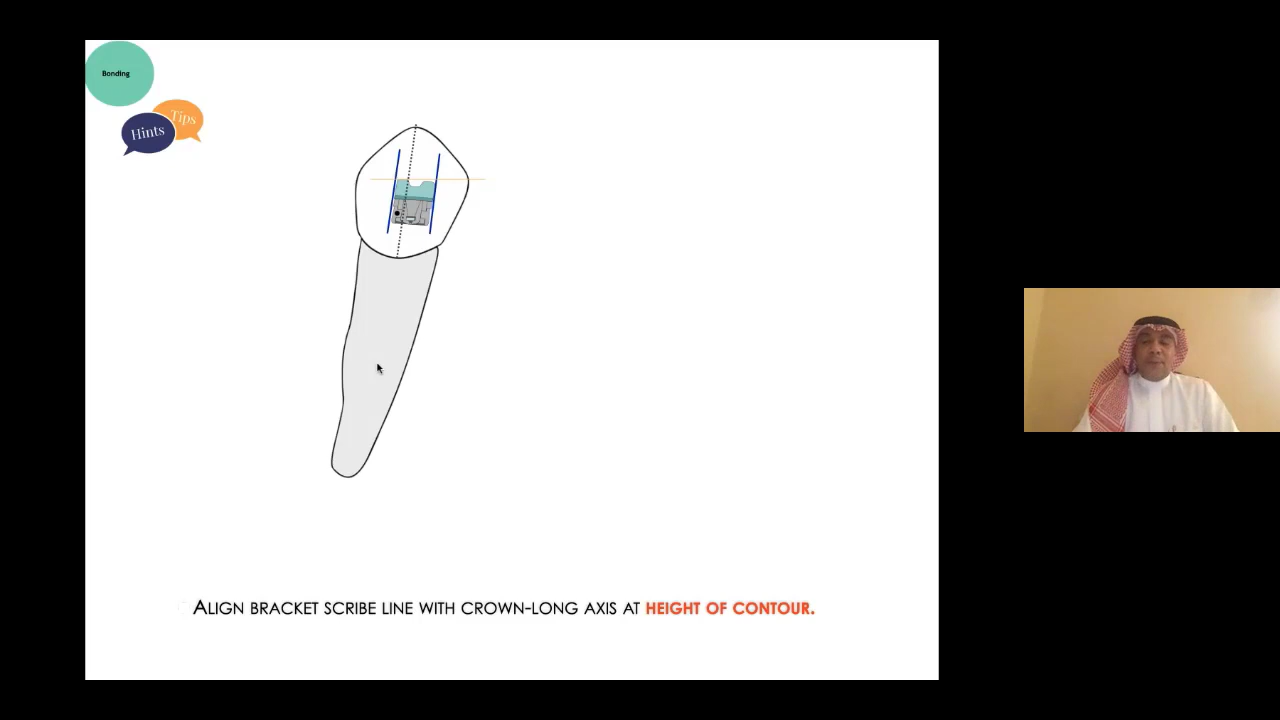 Bonding
Tips
Hints
ALIGN BRACKET SCRIBE LINE WITH CROWN-LONG AXIS AT HEIGHT OF CONTOUR.